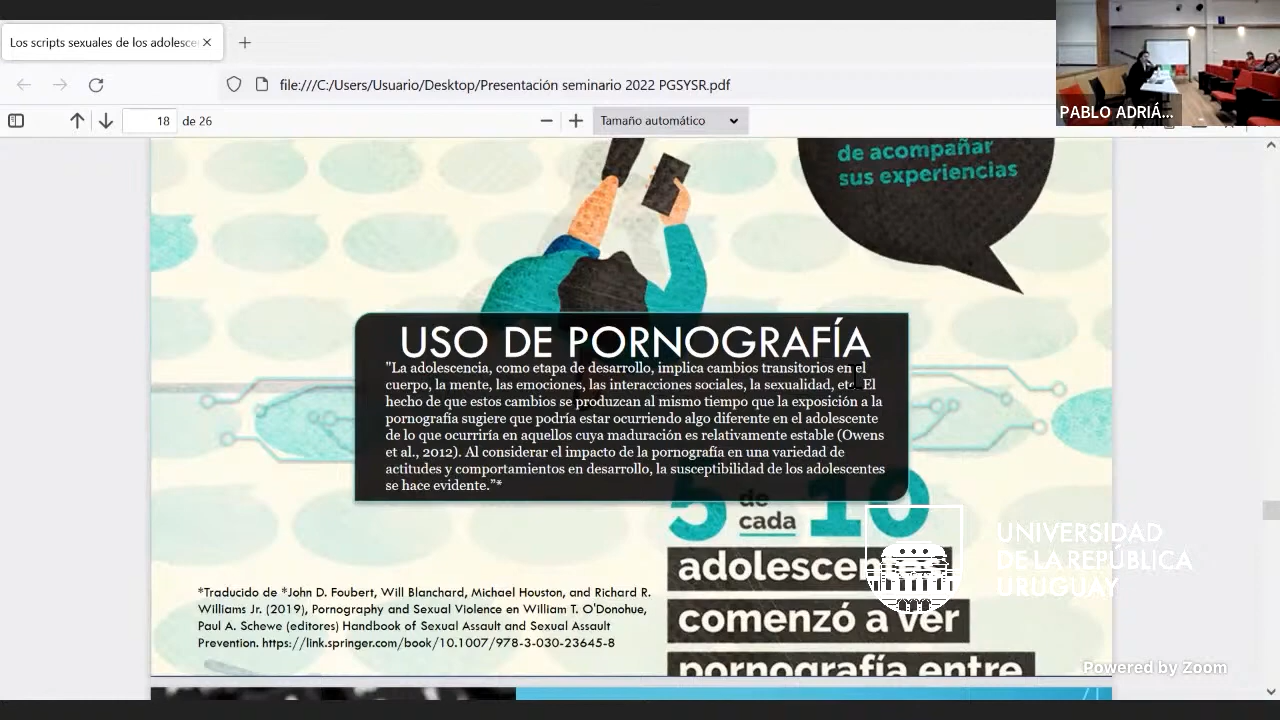 Los scripts sexuales de los adolesce
file:///C:/Users/Usuario/Desktop/Presentación seminario 2022 PGSYSR.pdf
PABLO ADRIÁ...
18 de 26
Tamaño automático
de acompañar
sus experiencias
USO DE PORNOGRAFÍA
"La adolescencia, como etapa de desarrollo, implica cambios transitorios en el
cuerpo, la mente, las emociones, las interacciones sociales, la sexualidad, etc. El
hecho de que estos cambios se produzcan al mismo tiempo que la exposición a la
pornografía sugiere que podría estar ocurriendo algo diferente en el adolescente
de lo que ocurriría en aquellos cuya maduración es relativamente estable (Owens
et al., 2012). Al considerar el impacto de la pornografía en una variedad de
actitudes y comportamientos en desarrollo, la susceptibilidad de los adolescentes
se hace evidente."*
5 de cada 10
adolescentes
comenzó a ver
pornografía entre
*Traducido de *John D. Foubert, Will Blanchard, Michael Houston, and Richard R.
Williams Jr. (2019), Pornography and Sexual Violence en William T. O'Donohue,
Paul A. Schewe (editores) Handbook of Sexual Assault and Sexual Assault
Prevention. https://link.springer.com/book/10.1007/978-3-030-23645-8
UNIVERSIDAD
DE LA REPÚBLICA
URUGUAY
Powered by Zoom